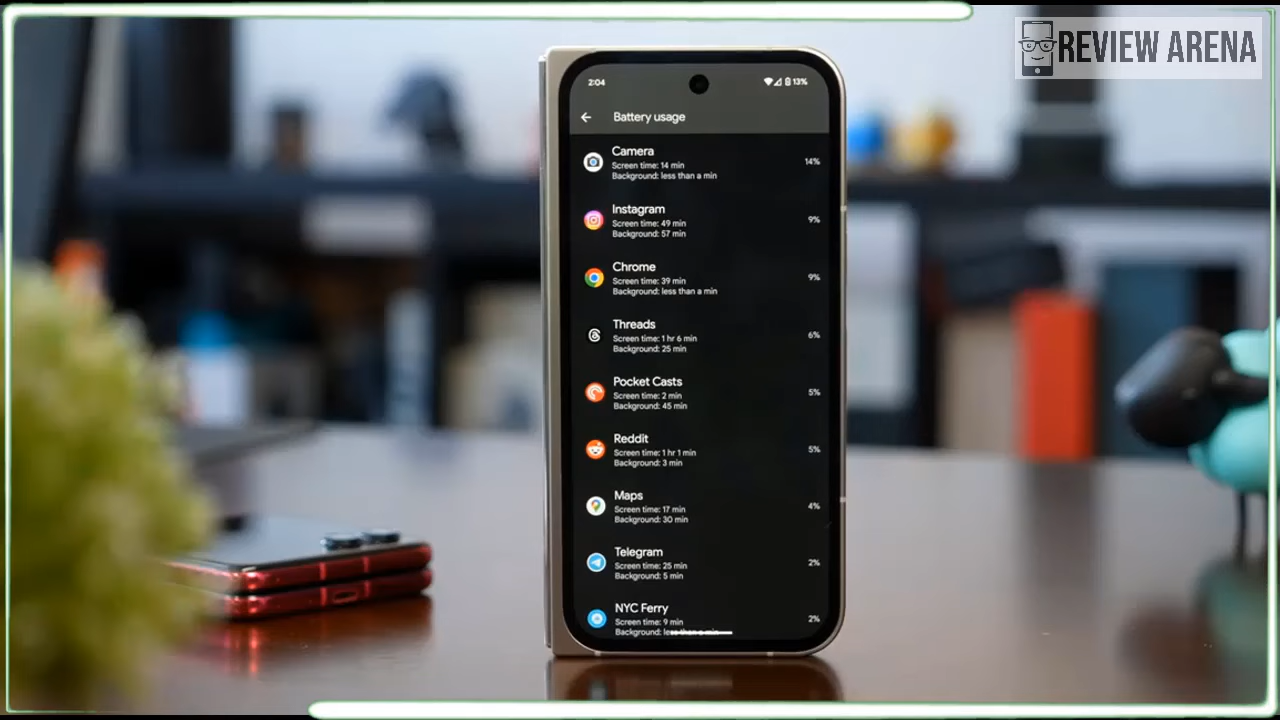 REVIEW ARENA
2:04
13%
Battery usage
Camera
Screen time: 14 min
Background: less than a min
14%
Instagram
Screen time: 49 min
Background: 57 min
9%
Chrome
Screen time: 39 min
Background: less than a min
9%
Threads
Screen time: 1 hr 6 min
Background: 25 min
6%
Pocket Casts
Screen time: 2 min
Background: 45 min
5%
Reddit
Screen time: 1 hr 1 min
Background: 3 min
5%
Maps
Screen time: 17 min
Background: 30 min
4%
Telegram
Screen time: 25 min
Background: 5 min
2%
NYC Ferry
Screen time: 9 min
Background: less than a min
2%